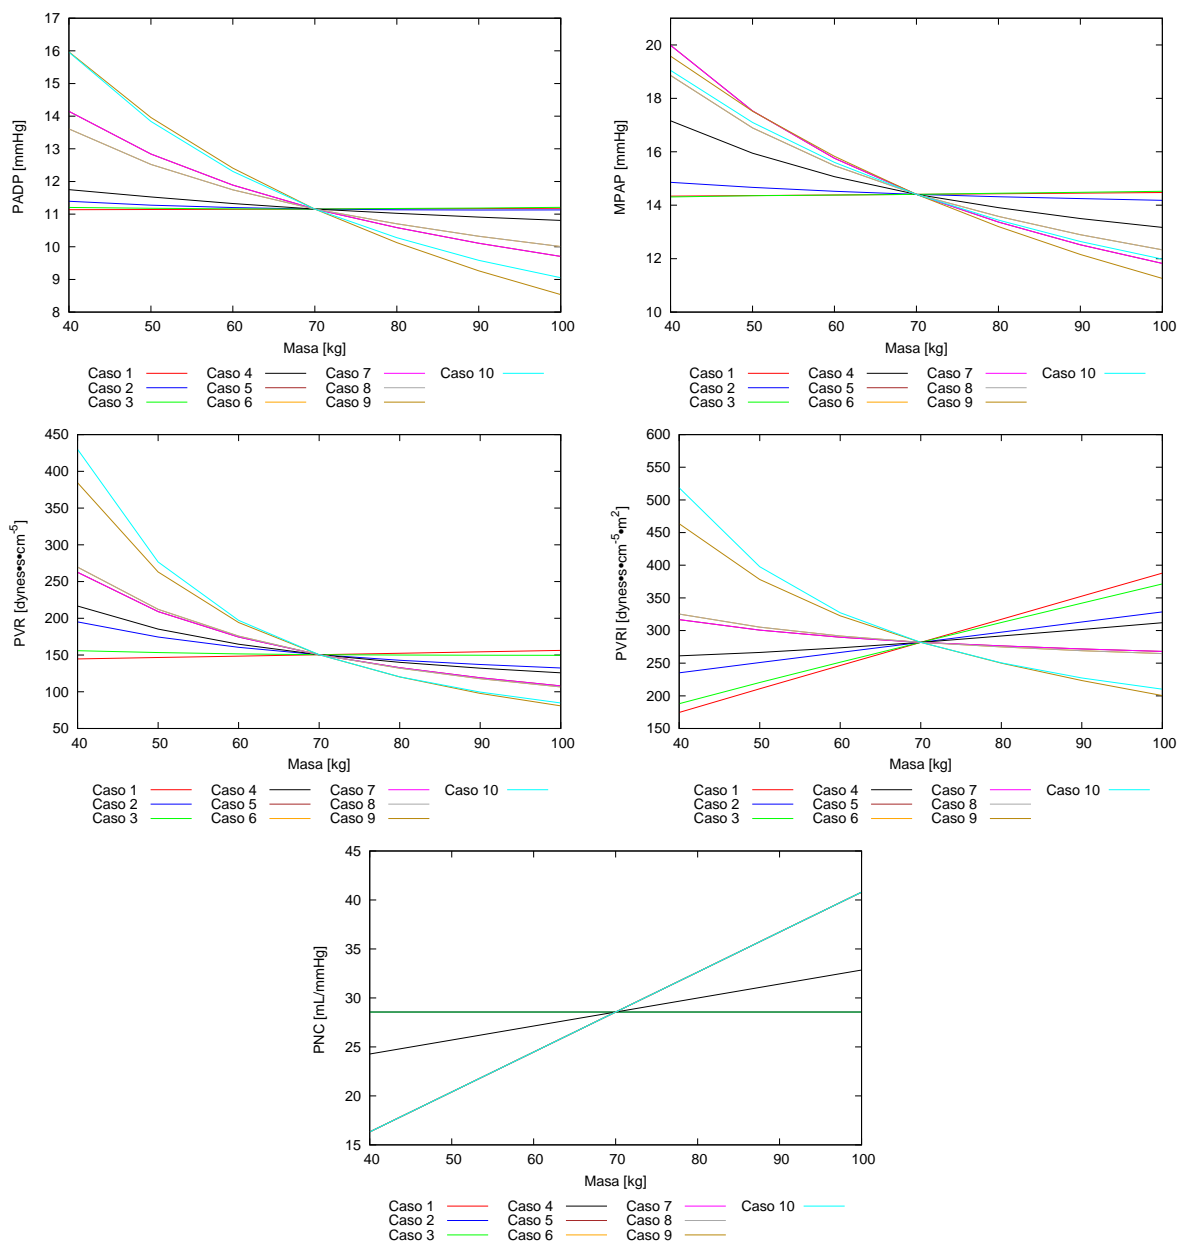 17
16
15
14
13
12
11
10
9
8
PADP [mmHg]
40 50 60 70 80 90 100
Masa [kg]
Caso 1 Caso 4 Caso 7 Caso 10
Caso 2 Caso 5 Caso 8
Caso 3 Caso 6 Caso 9
20
18
16
14
12
10
MPAP [mmHg]
40 50 60 70 80 90 100
Masa [kg]
Caso 1 Caso 4 Caso 7 Caso 10
Caso 2 Caso 5 Caso 8
Caso 3 Caso 6 Caso 9
450
400
350
300
250
200
150
100
50
PVR [dynes•s•cm⁻⁵]
40 50 60 70 80 90 100
Masa [kg]
Caso 1 Caso 4 Caso 7 Caso 10
Caso 2 Caso 5 Caso 8
Caso 3 Caso 6 Caso 9
600
550
500
450
400
350
300
250
200
150
PVRI [dynes•s•cm⁻⁵•m²]
40 50 60 70 80 90 100
Masa [kg]
Caso 1 Caso 4 Caso 7 Caso 10
Caso 2 Caso 5 Caso 8
Caso 3 Caso 6 Caso 9
45
40
35
30
25
20
15
PNC [mL/mmHg]
40 50 60 70 80 90 100
Masa [kg]
Caso 1 Caso 4 Caso 7 Caso 10
Caso 2 Caso 5 Caso 8
Caso 3 Caso 6 Caso 9